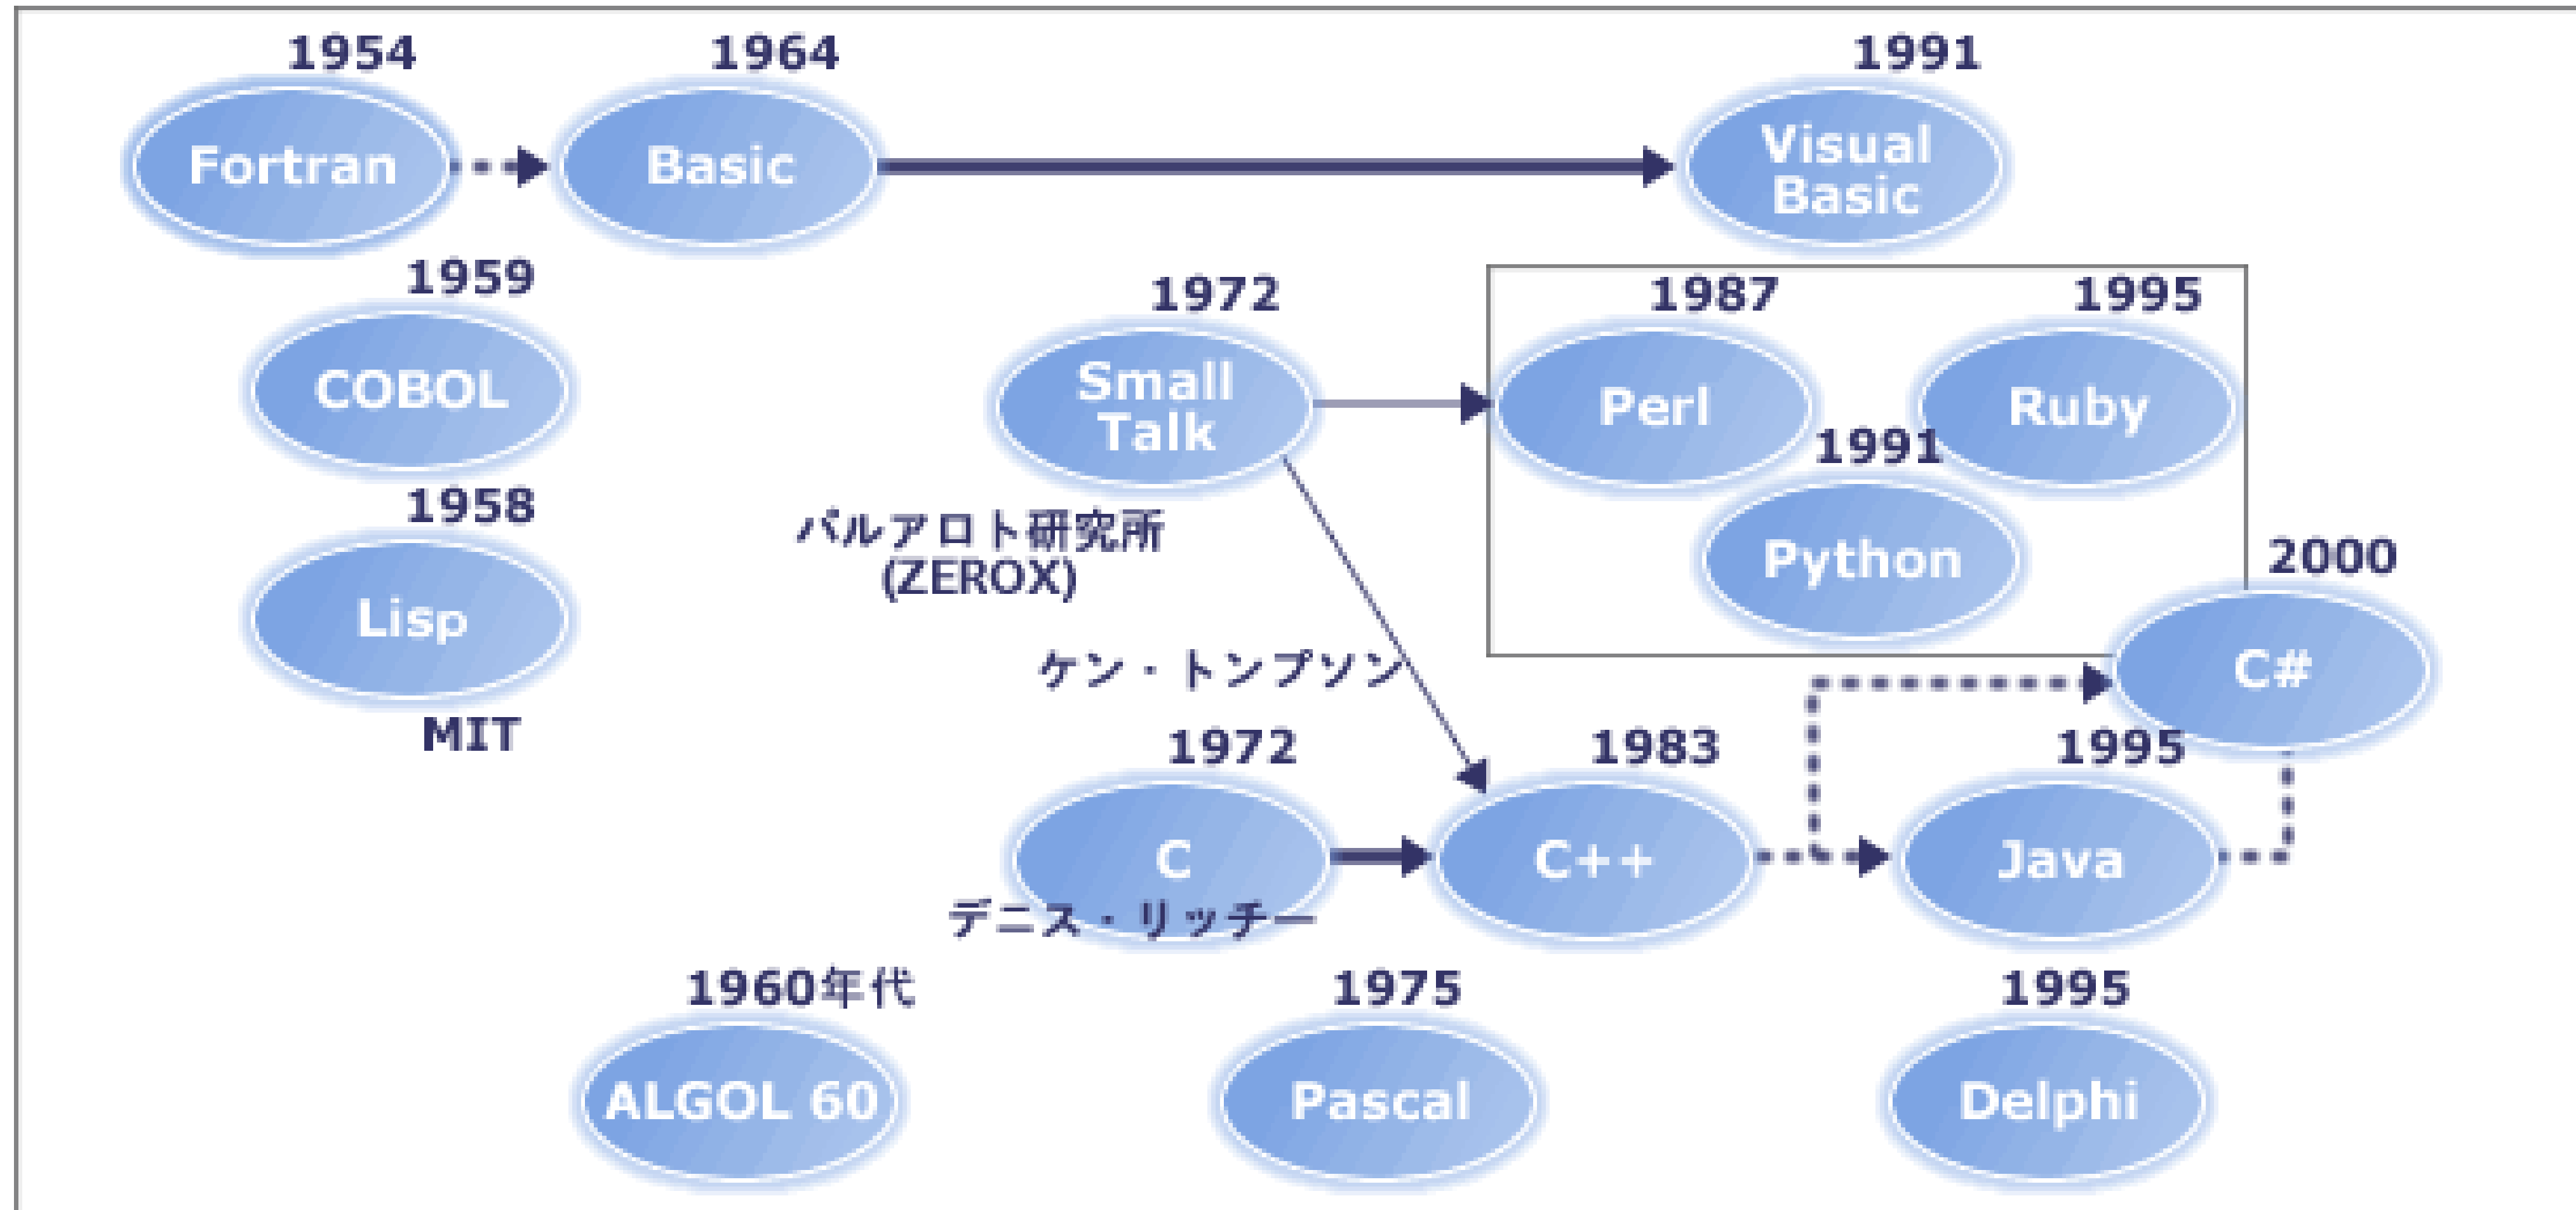 1954
1964
1991
Fortran
Basic
Visual
Basic
1959
COBOL
1972
Small
Talk
1987
Perl
1995
Ruby
1991
Python
1958
Lisp
MIT
パルアロト研究所
(ZEROX)
2000
C#
ケン・トンプソン
1972
C
デニス・リッチー
1983
C++
1995
Java
1960年代
ALGOL 60
1975
Pascal
1995
Delphi